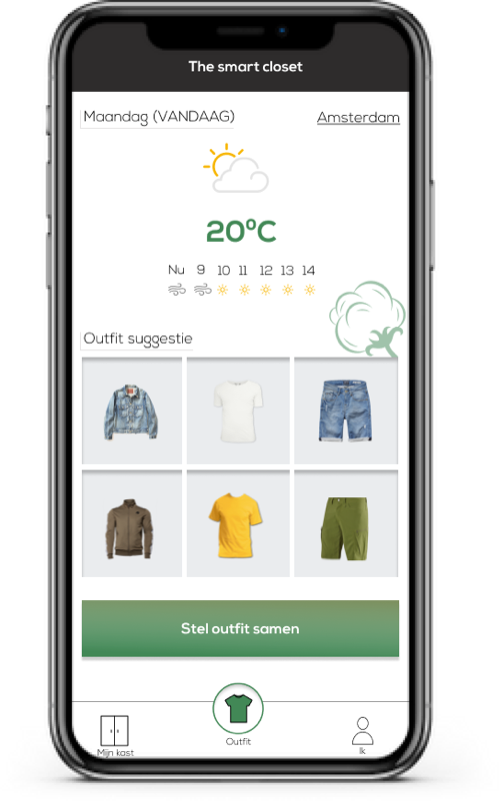 The smart closet
Maandag (VANDAAG) Amsterdam
20ºC
Nu 9 10 11 12 13 14
Outfit suggestie
Stel outfit samen
Outfit
Mijn kast
Ik